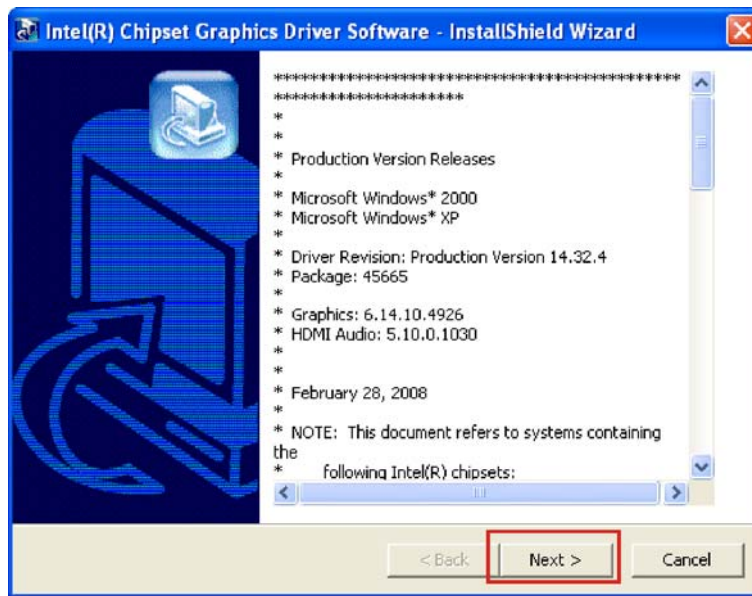 Intel(R) Chipset Graphics Driver Software - InstallShield Wizard
*********************************************
*********************
*
*
* Production Version Releases
*
* Microsoft Windows* 2000
* Microsoft Windows* XP
*
* Driver Revision: Production Version 14.32.4
* Package: 45665
*
* Graphics: 6.14.10.4926
* HDMI Audio: 5.10.0.1030
*
*
* February 28, 2008
*
* NOTE: This document refers to systems containing
the
* following Intel(R) chipsets:
< Back
Next >
Cancel